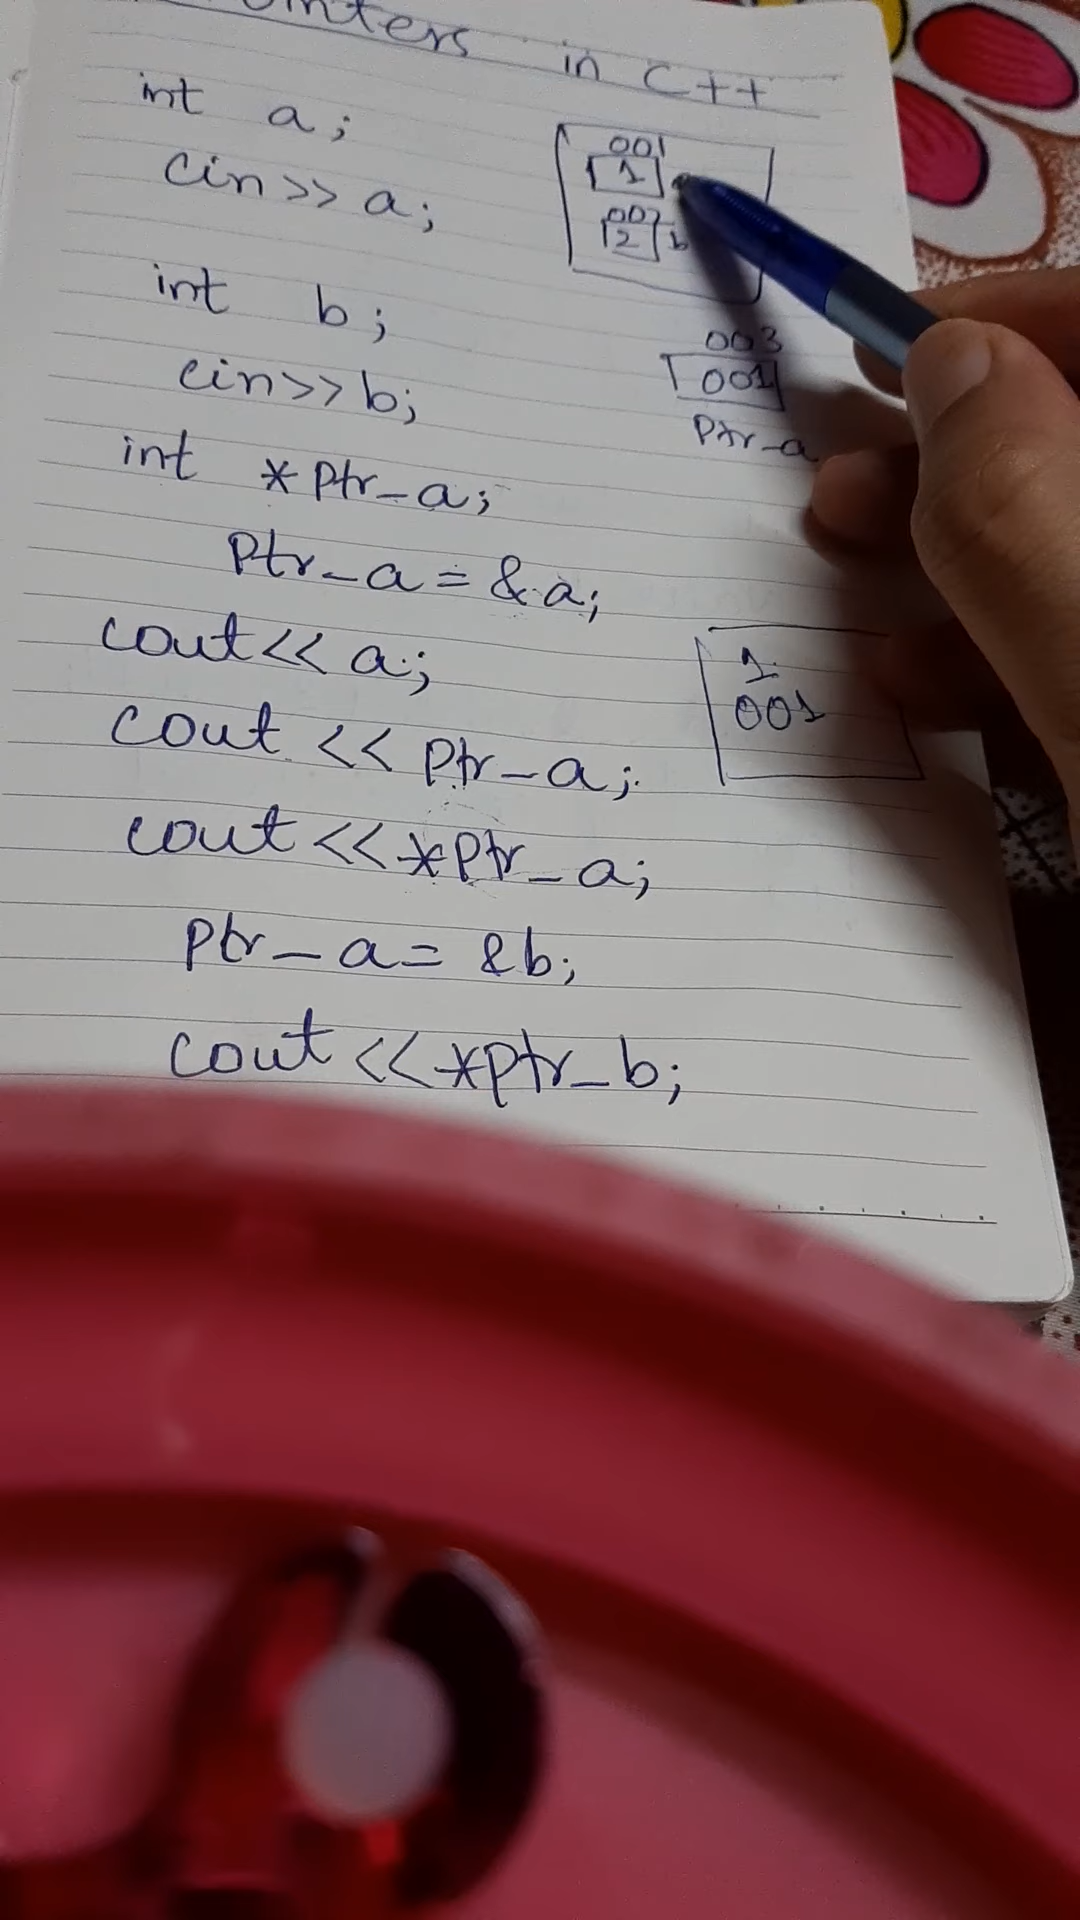 in C++
int a;
cin>> a;
int b;
cin>>b;
int *ptr_a;
Ptr_a = &a;
cout<< a;
cout << ptr_a;
cout <<*ptr_a;
Ptr_a = &b;
cout <<*ptr_b;
001
1
002
2 b
003
001
Ptr_a
1
001